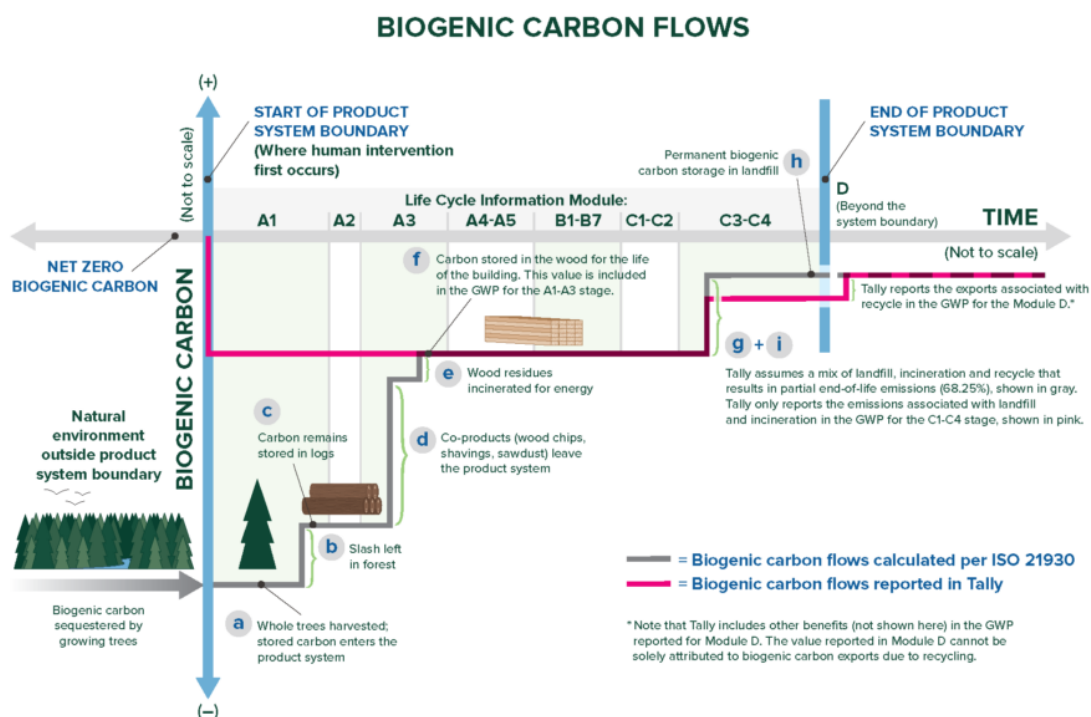 BIOGENIC CARBON FLOWS
(+)
(Not to scale)
START OF PRODUCT
SYSTEM BOUNDARY
(Where human intervention
first occurs)
END OF PRODUCT
SYSTEM BOUNDARY
Permanent biogenic
carbon storage in landfill
h
D
(Beyond the
system boundary)
Life Cycle Information Module:
A1
A2
A3
A4-A5
B1-B7
C1-C2
C3-C4
TIME
(Not to scale)
NET ZERO
BIOGENIC CARBON
BIOGENIC CARBON
f
Carbon stored in the wood for the life
of the building. This value is included
in the GWP for the A1-A3 stage.
Tally reports the exports associated with
recycle in the GWP for the Module D.*
g + i
Tally assumes a mix of landfill, incineration and recycle that
results in partial end-of-life emissions (68.25%), shown in gray.
Tally only reports the emissions associated with landfill
and incineration in the GWP for the C1-C4 stage, shown in pink.
e
Wood residues
incinerated for energy
c
Carbon remains
stored in logs
d
Co-products (wood chips,
shavings, sawdust) leave
the product system
Natural
environment
outside product
system boundary
b
Slash left
in forest
Biogenic carbon
sequestered by
growing trees
a
Whole trees harvested;
stored carbon enters the
product system
= Biogenic carbon flows calculated per ISO 21930
= Biogenic carbon flows reported in Tally
*Note that Tally includes other benefits (not shown here) in the GWP
reported for Module D. The value reported in Module D cannot be
solely attributed to biogenic carbon exports due to recycling.
(—)